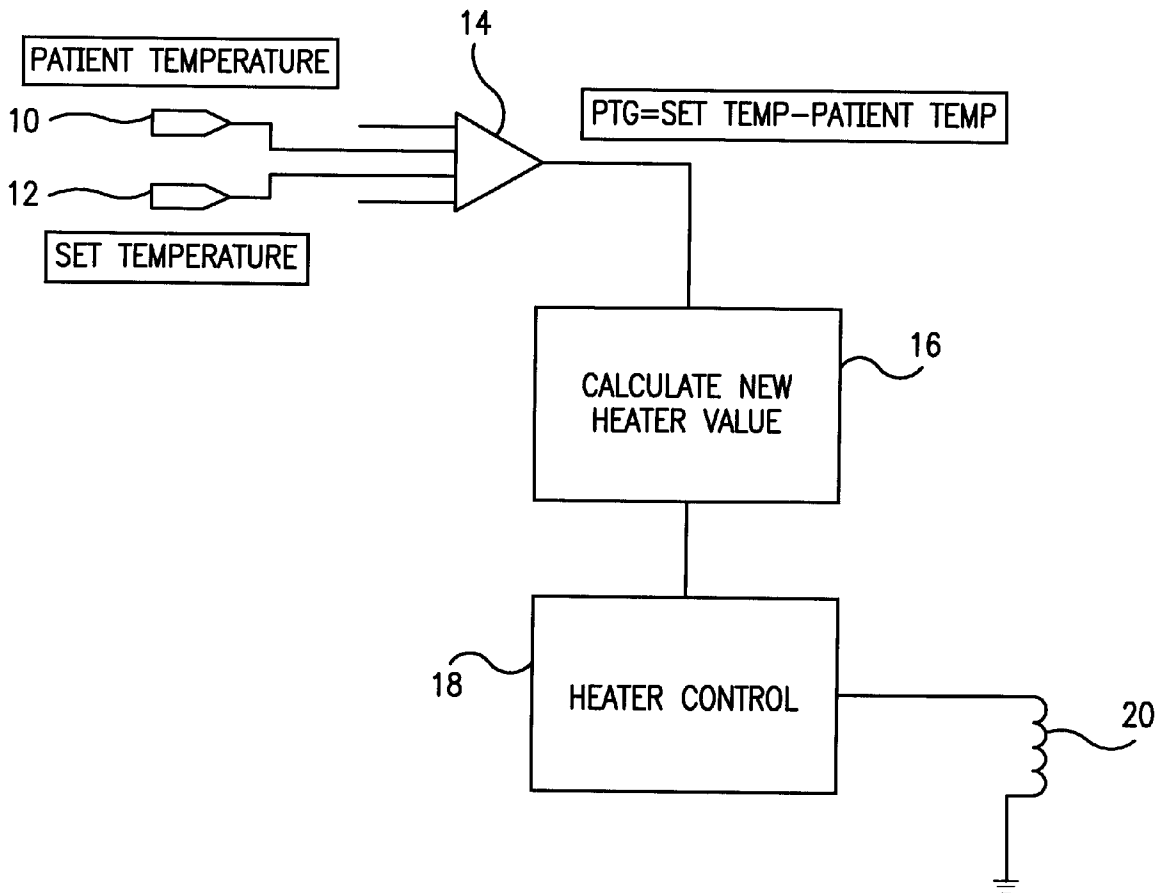 14
PATIENT TEMPERATURE
10
PTG=SET TEMP-PATIENT TEMP
12
SET TEMPERATURE
16
CALCULATE NEW
HEATER VALUE
18
HEATER CONTROL
20